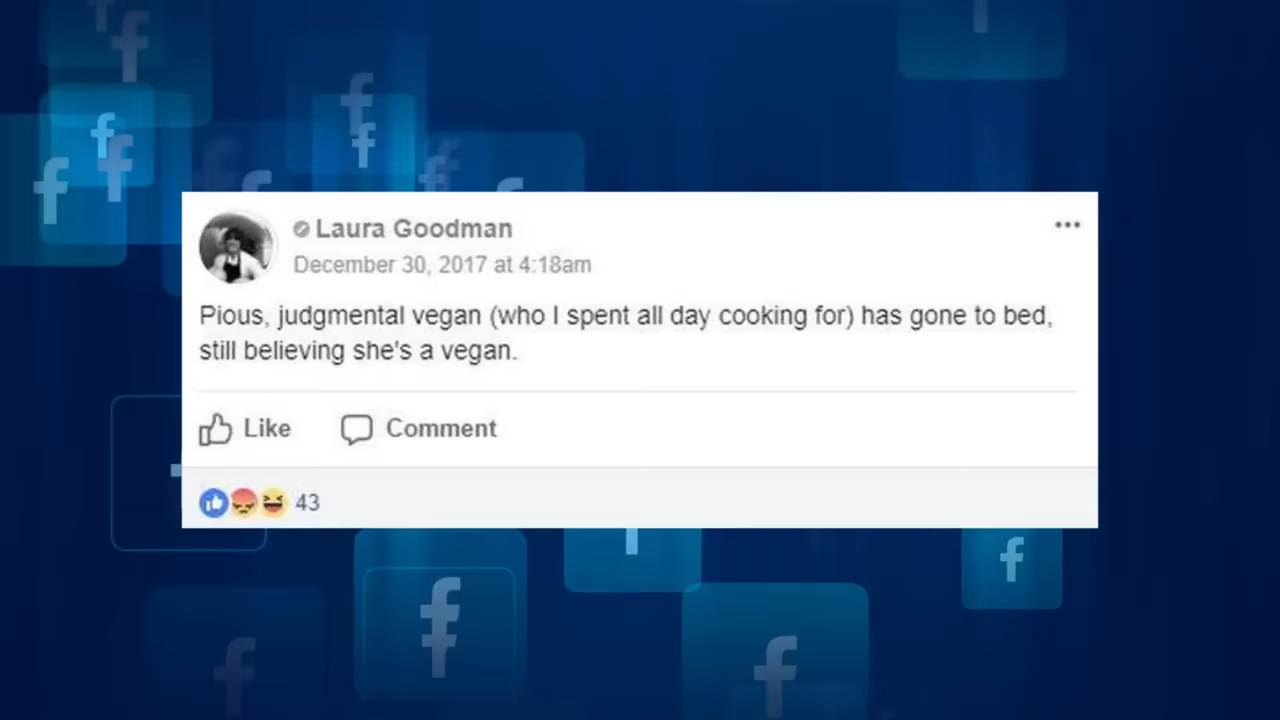 Laura Goodman
December 30, 2017 at 4:18am
Pious, judgmental vegan (who I spent all day cooking for) has gone to bed,
still believing she's a vegan.
Like Comment
43